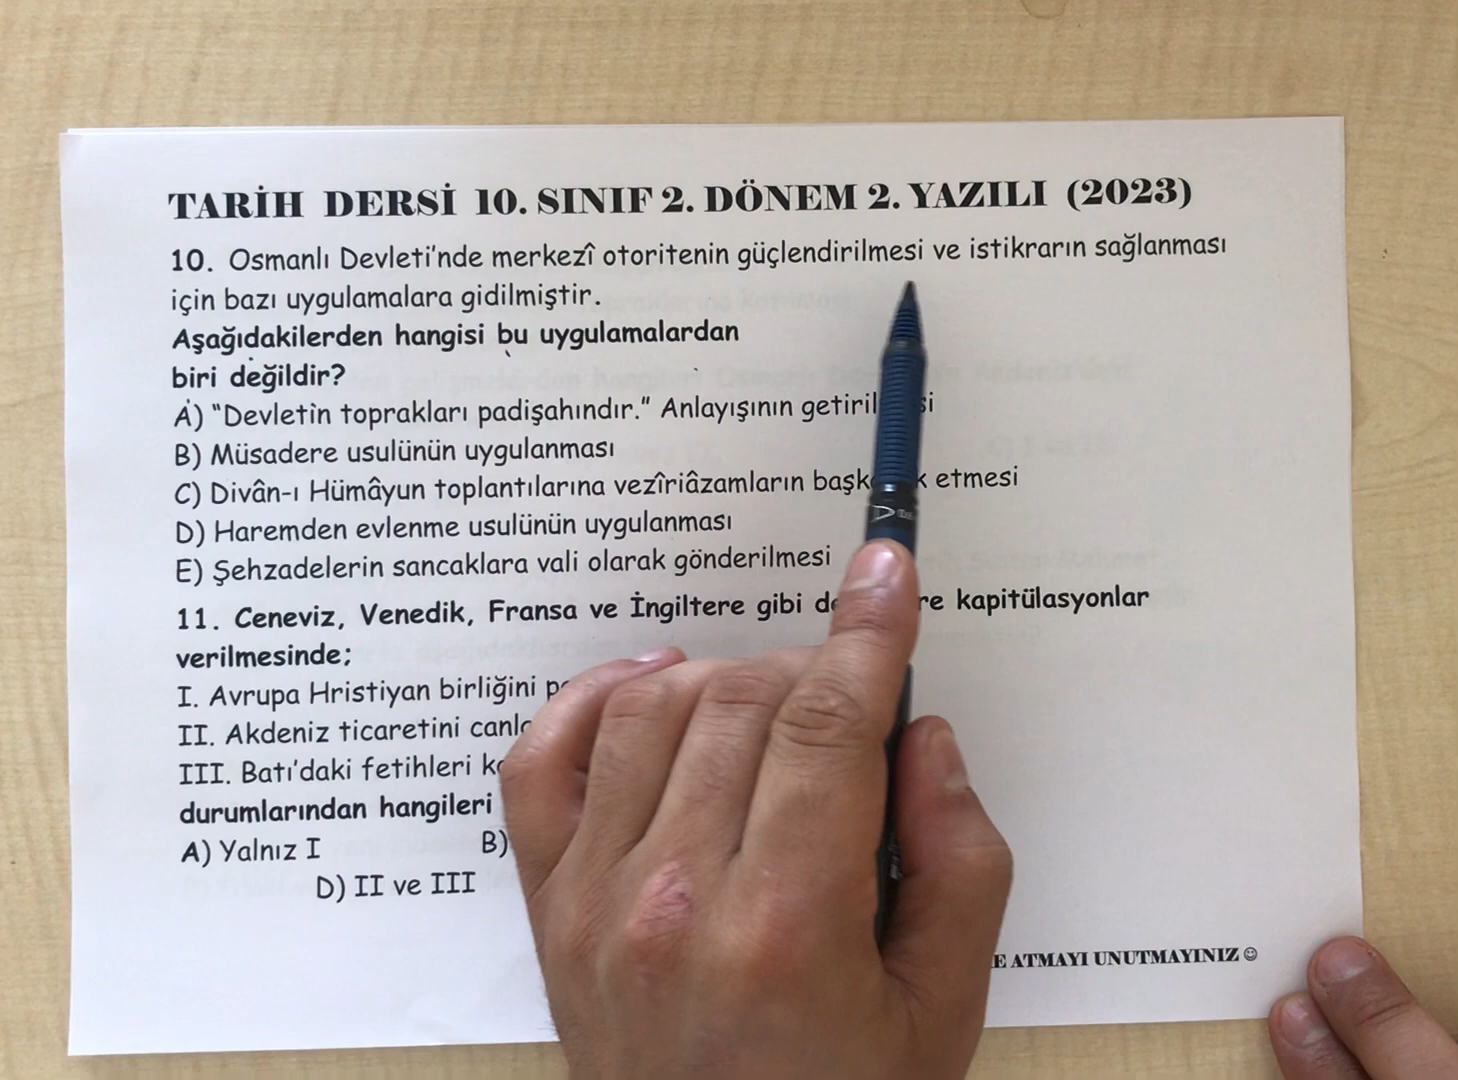 TARİH DERSİ 10. SINIF 2. DÖNEM 2. YAZILI (2023)
10. Osmanlı Devleti'nde merkezî otoritenin güçlendirilmesi ve istikrarın sağlanması
için bazı uygulamalara gidilmiştir.
Aşağıdakilerden hangisi bu uygulamalardan
biri değildir?
A) "Devletin toprakları padişahındır." Anlayışının
B) Müsadere usulünün uygulanması
C) Divân-ı Hümâyun toplantılarına vezîriâzamların etmesi
D) Haremden evlenme usulünün uygulanması
E) Şehzadelerin sancaklara vali olarak gönderilmesi
11. Ceneviz, Venedik, Fransa ve İngiltere gibi kapitülasyonlar
verilmesinde;
I. Avrupa Hristiyan birliğini
II. Akdeniz ticaretini
III. Batı'daki fetihleri
durumlarından hangileri
A) Yalnız I B)
D) II ve III
ATMAYI UNUTMAYINIZ ☺